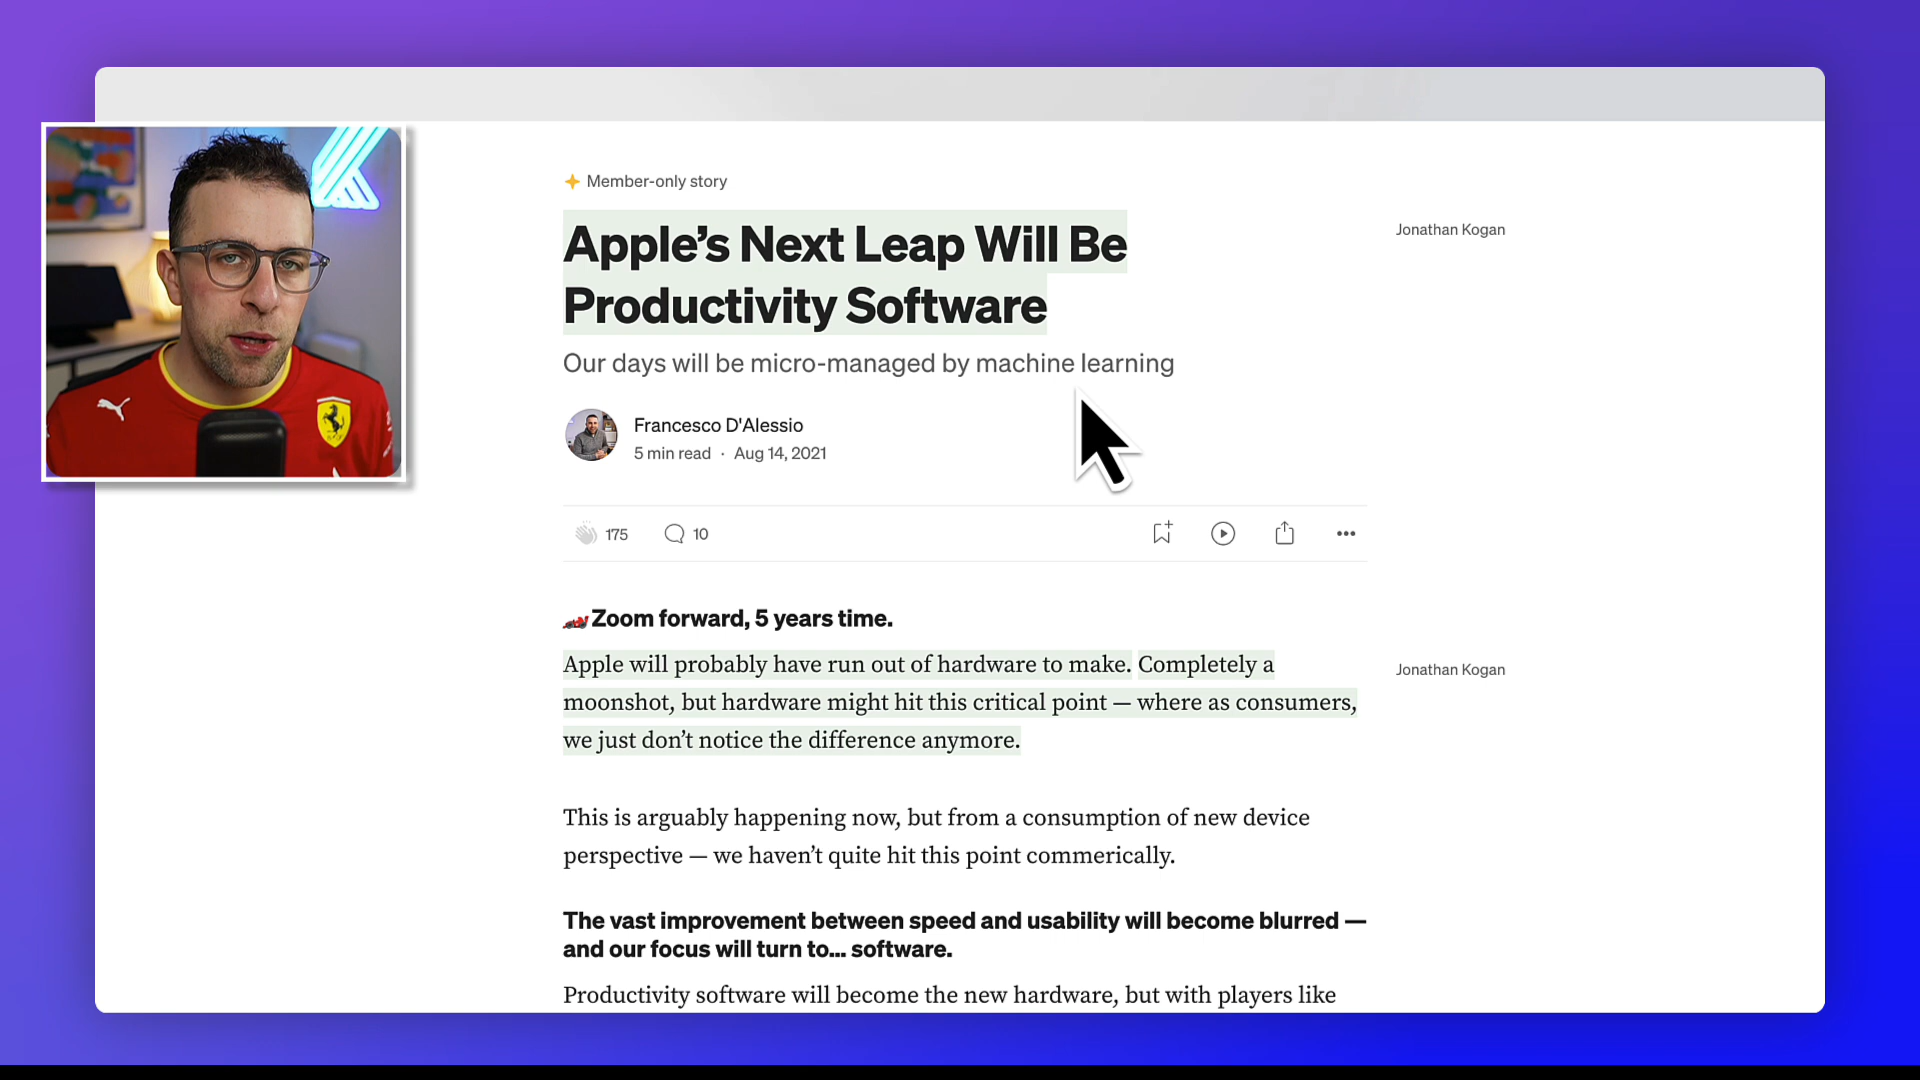 Member-only story
Apple’s Next Leap Will Be
Productivity Software
Jonathan Kogan
Our days will be micro-managed by machine learning
Francesco D'Alessio
5 min read · Aug 14, 2021
175 10
Zoom forward, 5 years time.
Apple will probably have run out of hardware to make. Completely a
moonshot, but hardware might hit this critical point — where as consumers,
we just don’t notice the difference anymore.
Jonathan Kogan
This is arguably happening now, but from a consumption of new device
perspective — we haven’t quite hit this point commerically.
The vast improvement between speed and usability will become blurred —
and our focus will turn to... software.
Productivity software will become the new hardware, but with players like